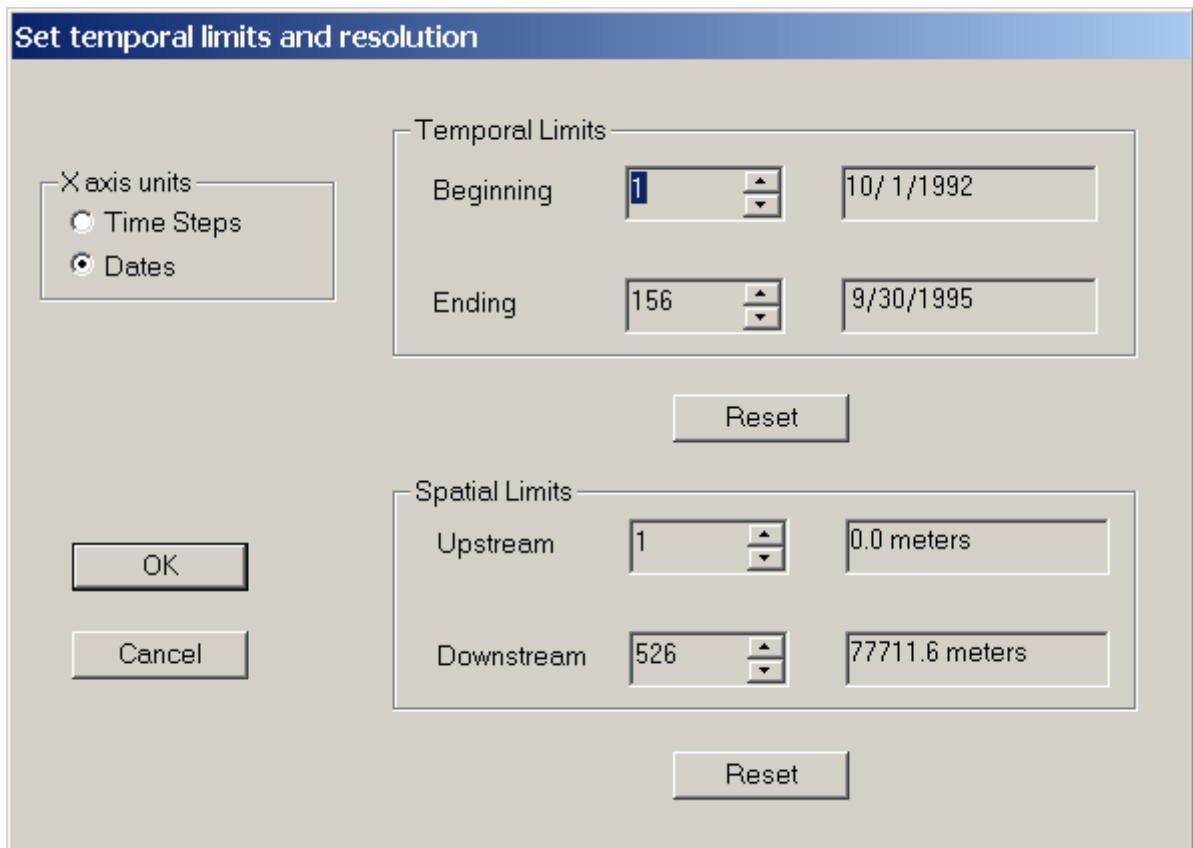 Set temporal limits and resolution
X axis units
Time Steps
Dates
Temporal Limits
Beginning 1 10/ 1/1992
Ending 156 9/30/1995
Reset
Spatial Limits
Upstream 1 0.0 meters
Downstream 526 77711.6 meters
Reset
OK
Cancel